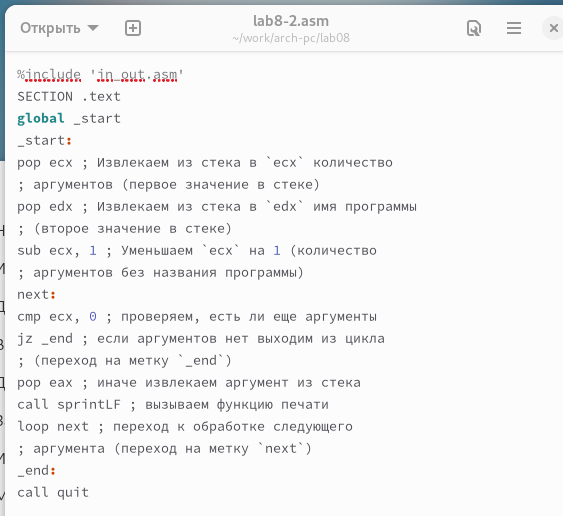 Открыть
lab8-2.asm
~/work/arch-pc/lab08
%include 'in_out.asm'
SECTION .text
global _start
_start:
pop ecx ; Извлекаем из стека в `ecx` количество
; аргументов (первое значение в стеке)
pop edx ; Извлекаем из стека в `edx` имя программы
; (второе значение в стеке)
sub ecx, 1 ; Уменьшаем `ecx` на 1 (количество
; аргументов без названия программы)
next:
cmp ecx, 0 ; проверяем, есть ли еще аргументы
jz _end ; если аргументов нет выходим из цикла
; (переход на метку `_end`)
pop eax ; иначе извлекаем аргумент из стека
call sprintLF ; вызываем функцию печати
loop next ; переход к обработке следующего
; аргумента (переход на метку `next`)
_end:
call quit